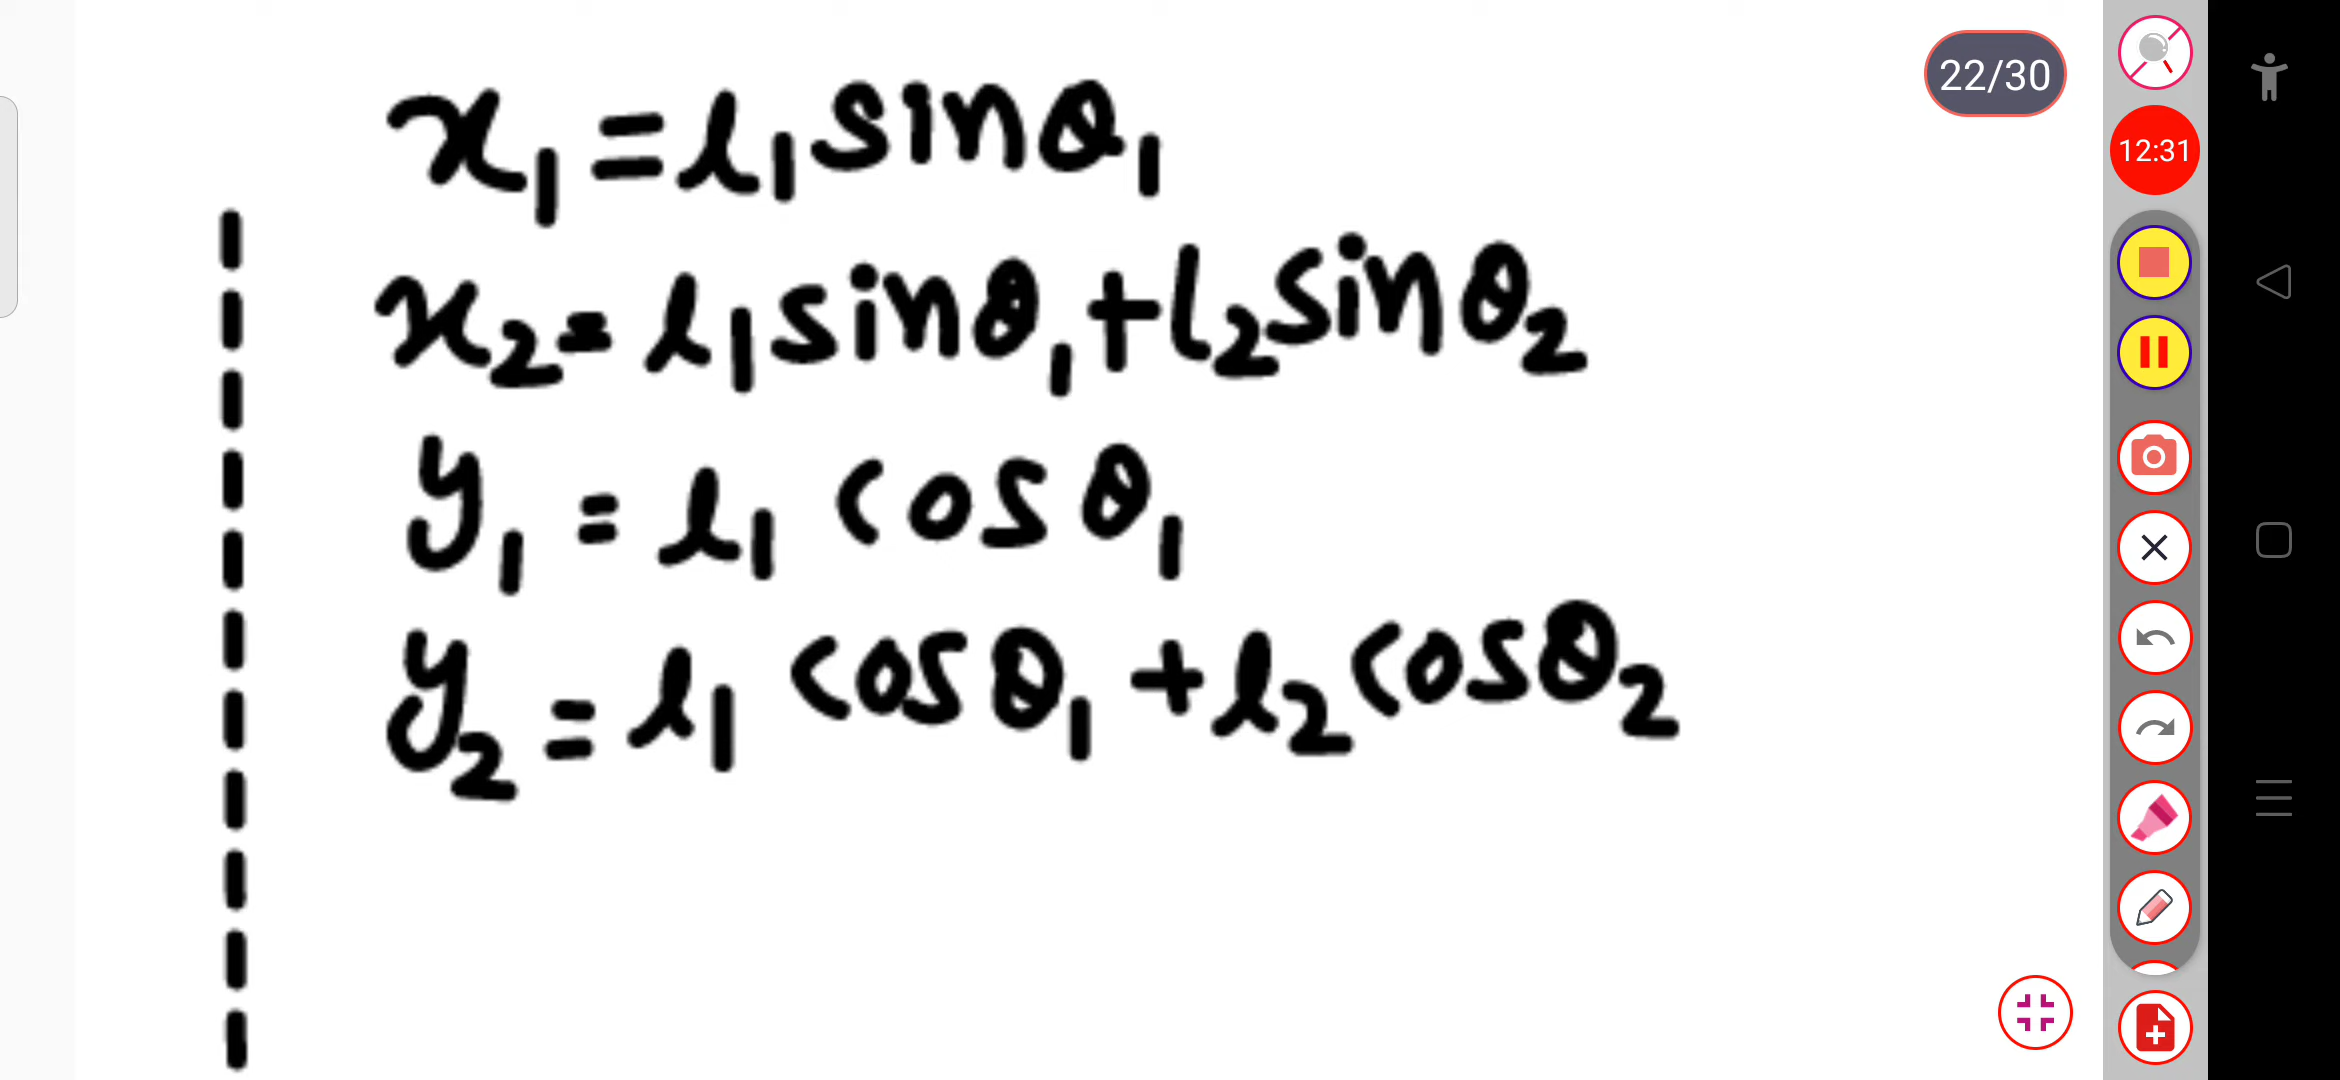 x₁ = l₁ sinθ₁
22/30
12:31
x₂ = l₁ sinθ₁ + l₂ sinθ₂
y₁ = l₁ cosθ₁
y₂ = l₁ cosθ₁ + l₂ cosθ₂